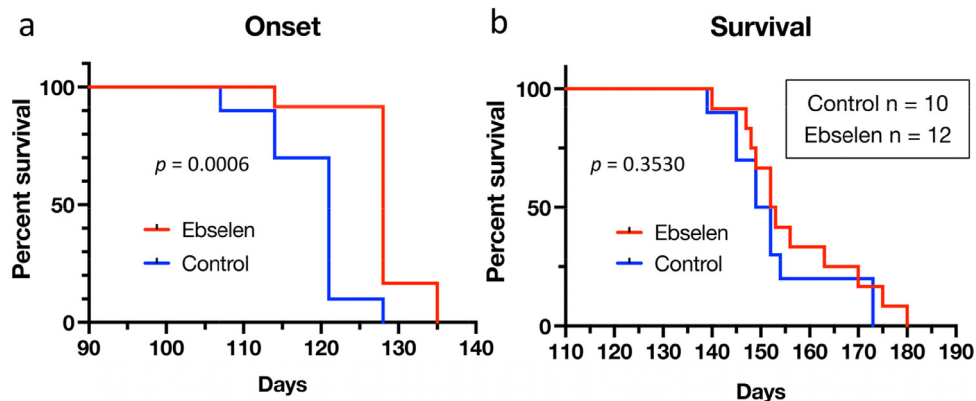 a
Onset
Percent survival
100
50
0
p = 0.0006
Ebselen
Control
90
100
110
120
130
140
Days
b
Survival
Percent survival
100
50
0
Control n = 10
Ebselen n = 12
p = 0.3530
Ebselen
Control
110 120 130 140 150 160 170 180 190
Days